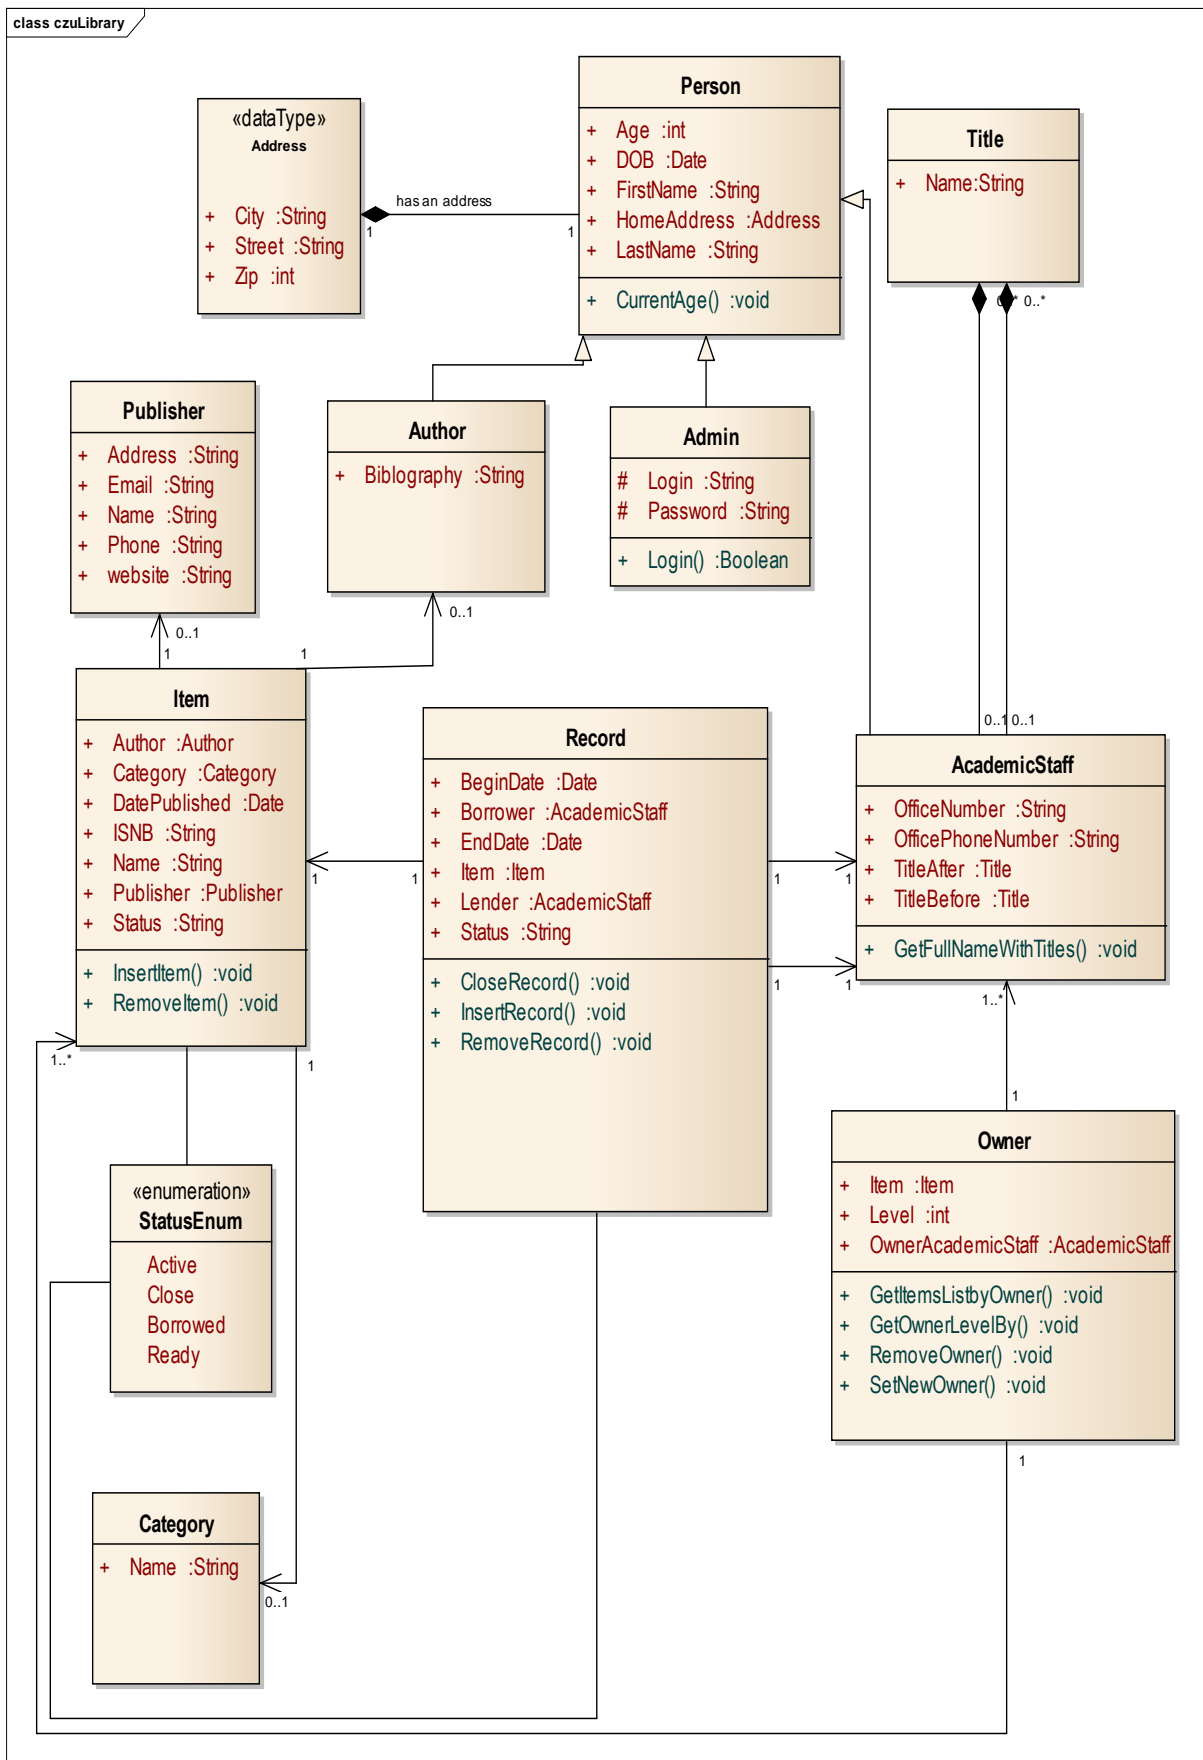 class czuLibrary
Person
+ Age :int
+ DOB :Date
+ FirstName :String
+ HomeAddress :Address
+ LastName :String
+ CurrentAge() :void
«dataType»
Address
+ City :String
+ Street :String
+ Zip :int
has an address
1
1
Title
+ Name:String
0..*
0..*
Publisher
+ Address :String
+ Email :String
+ Name :String
+ Phone :String
+ website :String
Author
+ Biblography :String
Admin
# Login :String
# Password :String
+ Login() :Boolean
0..1
0..1
1
1
Item
+ Author :Author
+ Category :Category
+ DatePublished :Date
+ ISNB :String
+ Name :String
+ Publisher :Publisher
+ Status :String
+ InsertItem() :void
+ RemoveItem() :void
Record
+ BeginDate :Date
+ Borrower :AcademicStaff
+ EndDate :Date
+ Item :Item
+ Lender :AcademicStaff
+ Status :String
+ CloseRecord() :void
+ InsertRecord() :void
+ RemoveRecord() :void
0..1
0..1
AcademicStaff
+ OfficeNumber :String
+ OfficePhoneNumber :String
+ TitleAfter :Title
+ TitleBefore :Title
+ GetFullNameWithTitles() :void
1
1
1
1
1
1
1..*
1..*
1
1
«enumeration»
StatusEnum
Active
Close
Borrowed
Ready
Owner
+ Item :Item
+ Level :int
+ OwnerAcademicStaff :AcademicStaff
+ GetItemsListbyOwner() :void
+ GetOwnerLevelBy() :void
+ RemoveOwner() :void
+ SetNewOwner() :void
1
Category
+ Name :String
0..1